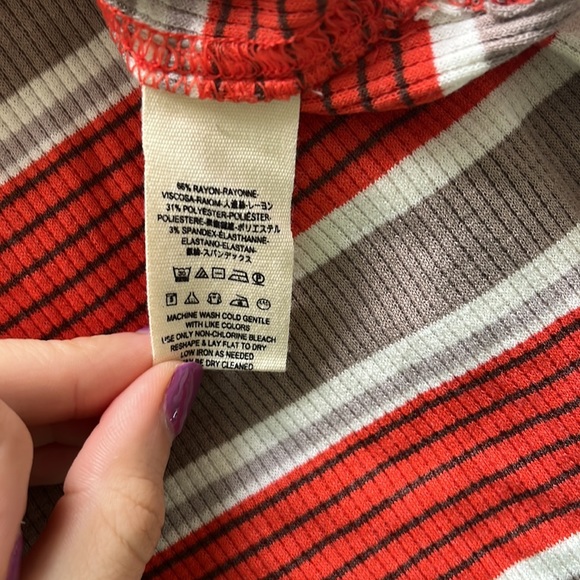 66% RAYON-RAYONNE-
VISCOSA-RAKIM-人造絲-レーヨン
31% POLYESTER-POLIÉSTER-
POLIESTERE-聚酯纖維-ポリエステル
3% SPANDEX-ÉLASTHANNE-
ELASTANO-ELASTAN-
スパンデックス
MACHINE WASH COLD GENTLE
WITH LIKE COLORS
USE ONLY NON-CHLORINE BLEACH
RESHAPE & LAY FLAT TO DRY
LOW IRON AS NEEDED
BE DRY CLEANED